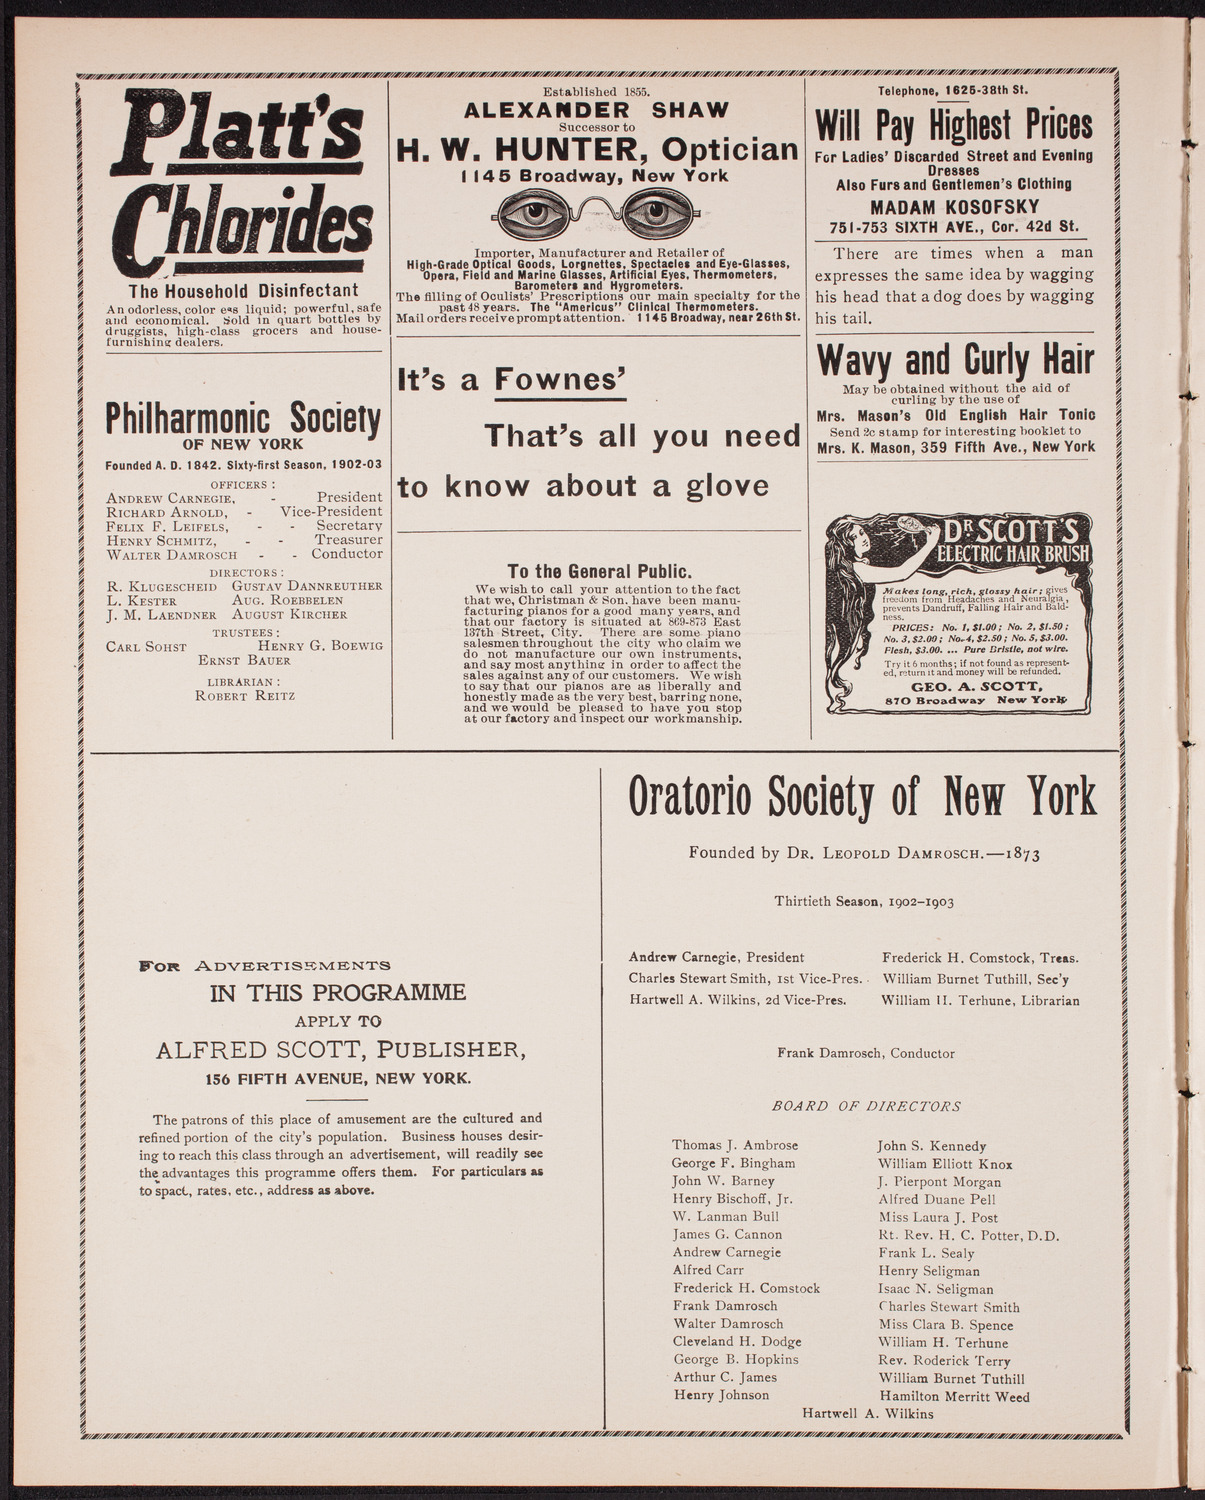 Platt's
Chlorides
The Household Disinfectant
An odorless, color ess liquid; powerful, safe
and economical. Sold in quart bottles by
druggists, high-class grocers and house-
furnishing dealers.
Philharmonic Society
OF NEW YORK
Founded A. D. 1842. Sixty-first Season, 1902-03
OFFICERS:
ANDREW CARNEGIE, - President
RICHARD ARNOLD, - Vice-President
FELIX F. LEIFELS, - - Secretary
HENRY SCHMITZ, - - Treasurer
WALTER DAMROSCH - - Conductor
DIRECTORS:
R. KLUGESCHEID GUSTAV DANNREUTHER
L. KESTER AUG. ROEBBELEN
J. M. LAENDNER AUGUST KIRCHER
TRUSTEES:
CARL SOHST HENRY G. BOEWIG
ERNST BAUER
LIBRARIAN:
ROBERT REITZ
Established 1855.
ALEXANDER SHAW
Successor to
H. W. HUNTER, Optician
1145 Broadway, New York
Importer, Manufacturer and Retailer of
High-Grade Optical Goods, Lorgnettes, Spectacles and Eye-Glasses,
Opera, Field and Marine Glasses, Artificial Eyes, Thermometers,
Barometers and Hygrometers.
The filling of Oculists' Prescriptions our main specialty for the
past 48 years. The "Americus" Clinical Thermometers.
Mail orders receive prompt attention. 1145 Broadway, near 26th St.
It's a Fownes'
That's all you need
to know about a glove
To the General Public.
We wish to call your attention to the fact
that we, Christman & Son, have been manu-
facturing pianos for a good many years, and
that our factory is situated at 869-873 East
137th Street, City. There are some piano
salesmen throughout the city who claim we
do not manufacture our own instruments,
and say most anything in order to affect the
sales against any of our customers. We wish
to say that our pianos are as liberally and
honestly made as the very best, barring none,
and we would be pleased to have you stop
at our factory and inspect our workmanship.
Telephone, 1625-38th St.
Will Pay Highest Prices
For Ladies' Discarded Street and Evening
Dresses
Also Furs and Gentlemen's Clothing
MADAM KOSOFSKY
751-753 SIXTH AVE., Cor. 42d St.
There are times when a man
expresses the same idea by wagging
his head that a dog does by wagging
his tail.
Wavy and Curly Hair
May be obtained without the aid of
curling by the use of
Mrs. Mason's Old English Hair Tonic
Send 2c stamp for interesting booklet to
Mrs. K. Mason, 359 Fifth Ave., New York
DR SCOTT'S
ELECTRIC HAIR BRUSH
Makes long, rich, glossy hair; gives
freedom from Headaches and Neuralgia,
prevents Dandruff, Falling Hair and Bald-
ness.
PRICES: No. 1, $1.00; No. 2, $1.50;
No. 3, $2.00; No. 4, $2.50; No. 5, $3.00.
Flesh, $3.00. ... Pure Bristle, not wire.
Try it 6 months; if not found as represent-
ed, return it and money will be refunded.
GEO. A. SCOTT,
870 Broadway New York
FOR ADVERTISEMENTS
IN THIS PROGRAMME
APPLY TO
ALFRED SCOTT, PUBLISHER,
156 FIFTH AVENUE, NEW YORK.
The patrons of this place of amusement are the cultured and
refined portion of the city's population. Business houses desir-
ing to reach this class through an advertisement, will readily see
the advantages this programme offers them. For particulars as
to space, rates, etc., address as above.
Oratorio Society of New York
Founded by DR. LEOPOLD DAMROSCH.—1873
Thirtieth Season, 1902-1903
Andrew Carnegie, President Frederick H. Comstock, Treas.
Charles Stewart Smith, 1st Vice-Pres. William Burnet Tuthill, Sec'y
Hartwell A. Wilkins, 2d Vice-Pres. William H. Terhune, Librarian
Frank Damrosch, Conductor
BOARD OF DIRECTORS
Thomas J. Ambrose
George F. Bingham
John W. Barney
Henry Bischoff, Jr.
W. Lanman Bull
James G. Cannon
Andrew Carnegie
Alfred Carr
Frederick H. Comstock
Frank Damrosch
Walter Damrosch
Cleveland H. Dodge
George B. Hopkins
Arthur C. James
Henry Johnson
John S. Kennedy
William Elliott Knox
J. Pierpont Morgan
Alfred Duane Pell
Miss Laura J. Post
Rt. Rev. H. C. Potter, D.D.
Frank L. Sealy
Henry Seligman
Isaac N. Seligman
Charles Stewart Smith
Miss Clara B. Spence
William H. Terhune
Rev. Roderick Terry
William Burnet Tuthill
Hamilton Merritt Weed
Hartwell A. Wilkins